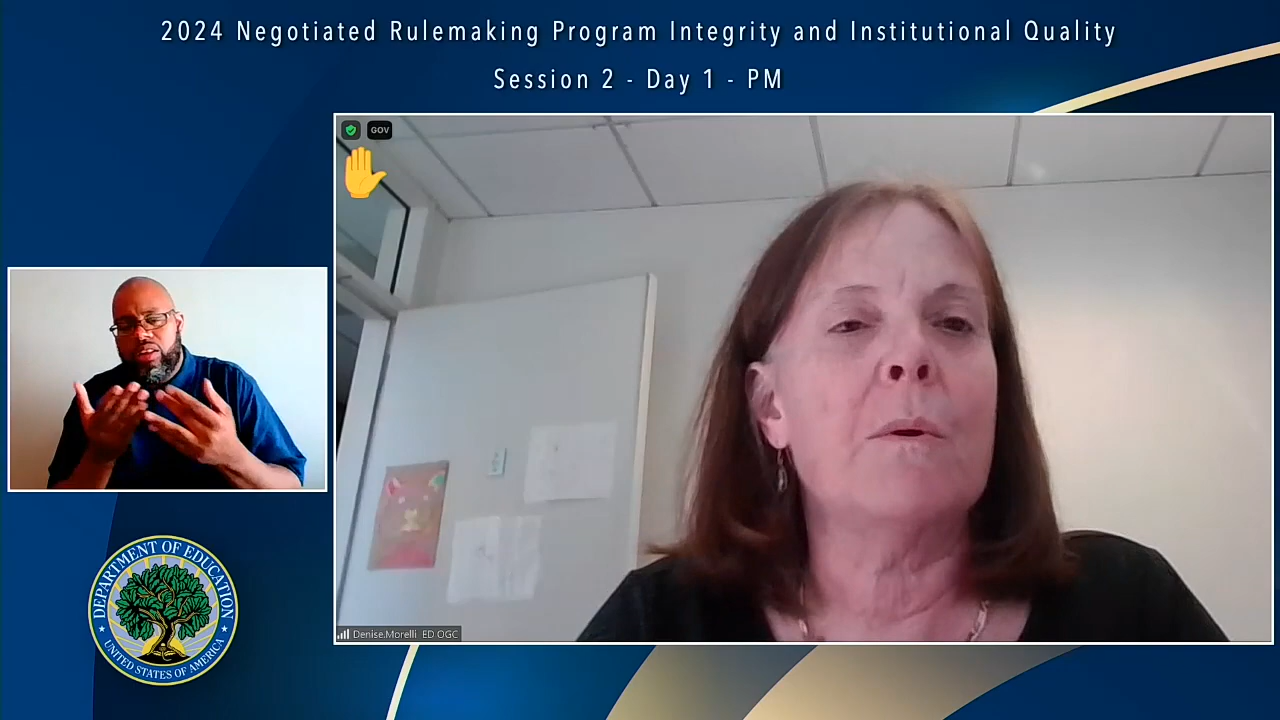 2024 Negotiated Rulemaking Program Integrity and Institutional Quality
Session 2 - Day 1 - PM
GOV
Denise.Morelli ED OGC
DEPARTMENT OF EDUCATION
UNITED STATES OF AMERICA